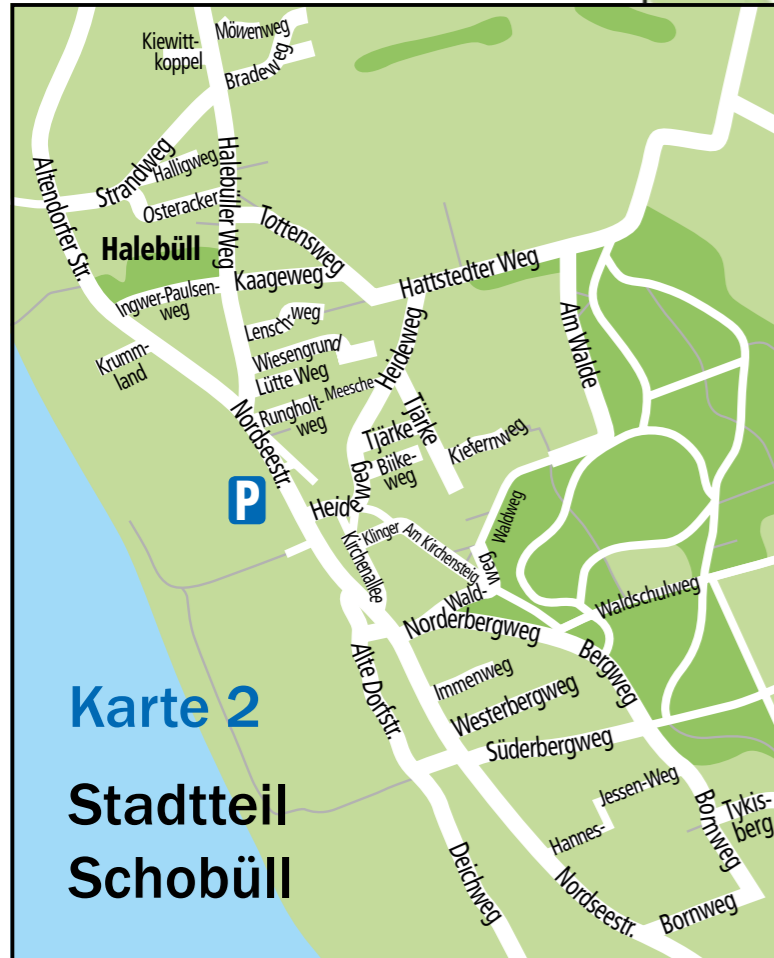 Möwenweg
Kiewitt-
koppel
Bradeweg
Strandweg
Halligweg
Halebüller Weg
Osteracker
Altendorfer Str.
Halebüll
Tottensweg
Kaageweg
Hattstedter Weg
Ingwer-Paulsen-
weg
Lensch weg
Krumm-
land
Wiesengrund
Heideweg
Am Walde
Lütte Weg
Meesche
Rungholt-
weg
Nordseestr.
Tjärke
Tjärke
Kiefernweg
Biike-
weg
P
Heideweg
Klinger
Am Kirchensteig
Waldweg
Kirchenallee
Wald-
weg
Waldschulweg
Norderbergweg
Bergweg
Alte Dorfstr.
Immenweg
Westerbergweg
Süderbergweg
Karte 2
Stadtteil
Schobüll
Jessen-Weg
Hannes-
Bornweg
Tykis-
berg
Deichweg
Nordseestr.
Bornweg